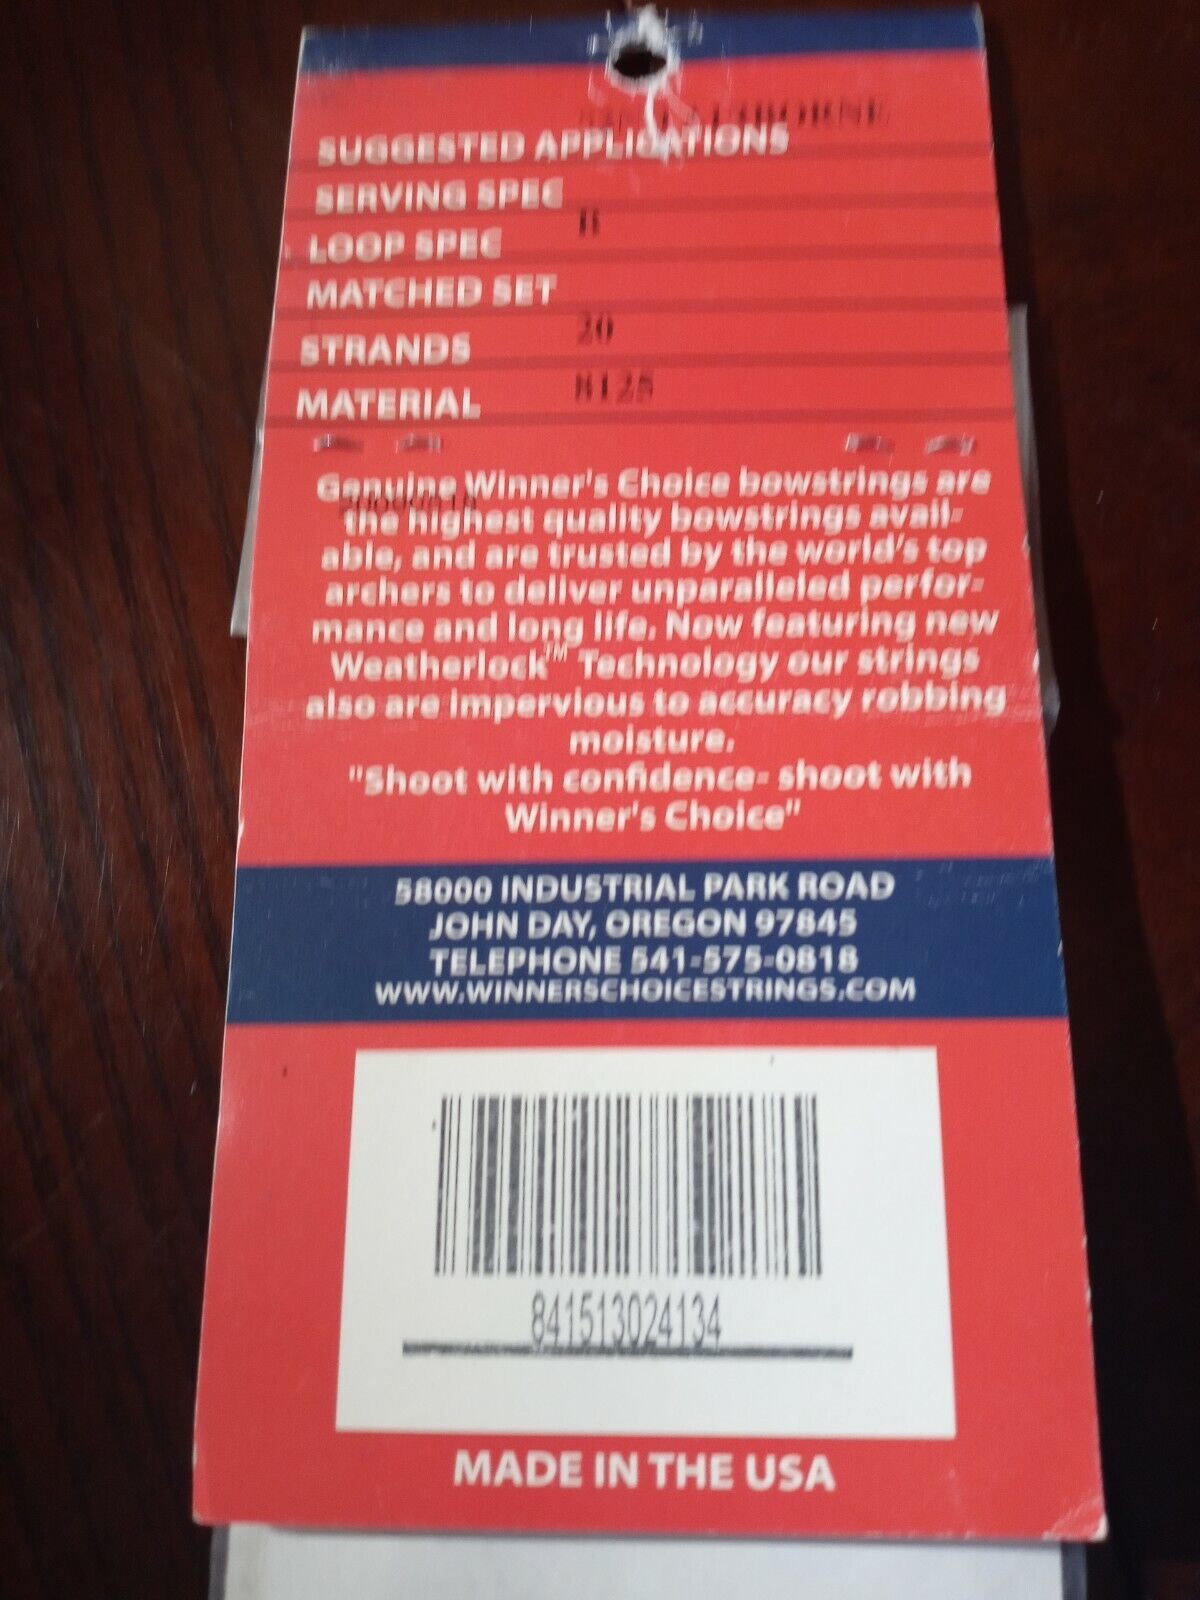 SUGGESTED APPLICATIONS
SERVING SPEC
B
LOOP SPEC
MATCHED SET
20
STRANDS
8125
MATERIAL
Genuine Winner's Choice bowstrings are
the highest quality bowstrings avail-
able, and are trusted by the world's top
archers to deliver unparalleled perfor-
mance and long life. Now featuring new
Weatherlock™ Technology our strings
also are impervious to accuracy robbing
moisture.
"Shoot with confidence- shoot with
Winner's Choice"
58000 INDUSTRIAL PARK ROAD
JOHN DAY, OREGON 97845
TELEPHONE 541-575-0818
WWW.WINNERSCHOICESTRINGS.COM
841513024134
MADE IN THE USA